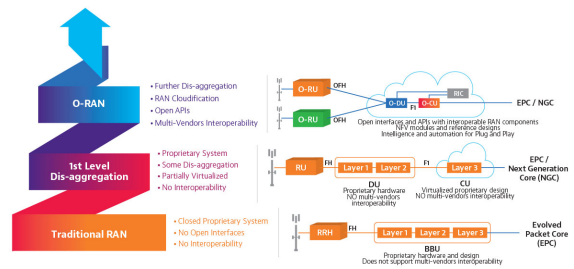 O-RAN
• Further Dis-aggregation
• RAN Cloudification
• Open APIs
• Multi-Vendors Interoperability
O-RU
OFH
O-RU
OFH
O-DU
F1
O-CU
RIC
EPC / NGC
Open interfaces and APIs with interoperable RAN components
NFV modules and reference designs
Intelligence and automation for Plug and Play
1st Level
Dis-aggregation
• Proprietary System
• Some Dis-aggregation
• Partially Virtualized
• No Interoperability
RU
FH
Layer 1
Layer 2
F1
Layer 3
EPC /
Next Generation
Core (NGC)
DU
Proprietary hardware
NO multi-vendors
interoperability
CU
Virtualized proprietary design
NO multi-vendors interoperability
Traditional RAN
• Closed Proprietary System
• No Open Interfaces
• No Interoperability
RRH
FH
Layer 1
Layer 2
Layer 3
Evolved
Packet Core
(EPC)
BBU
Proprietary hardware and design
Does not support multi-vendors interoperability